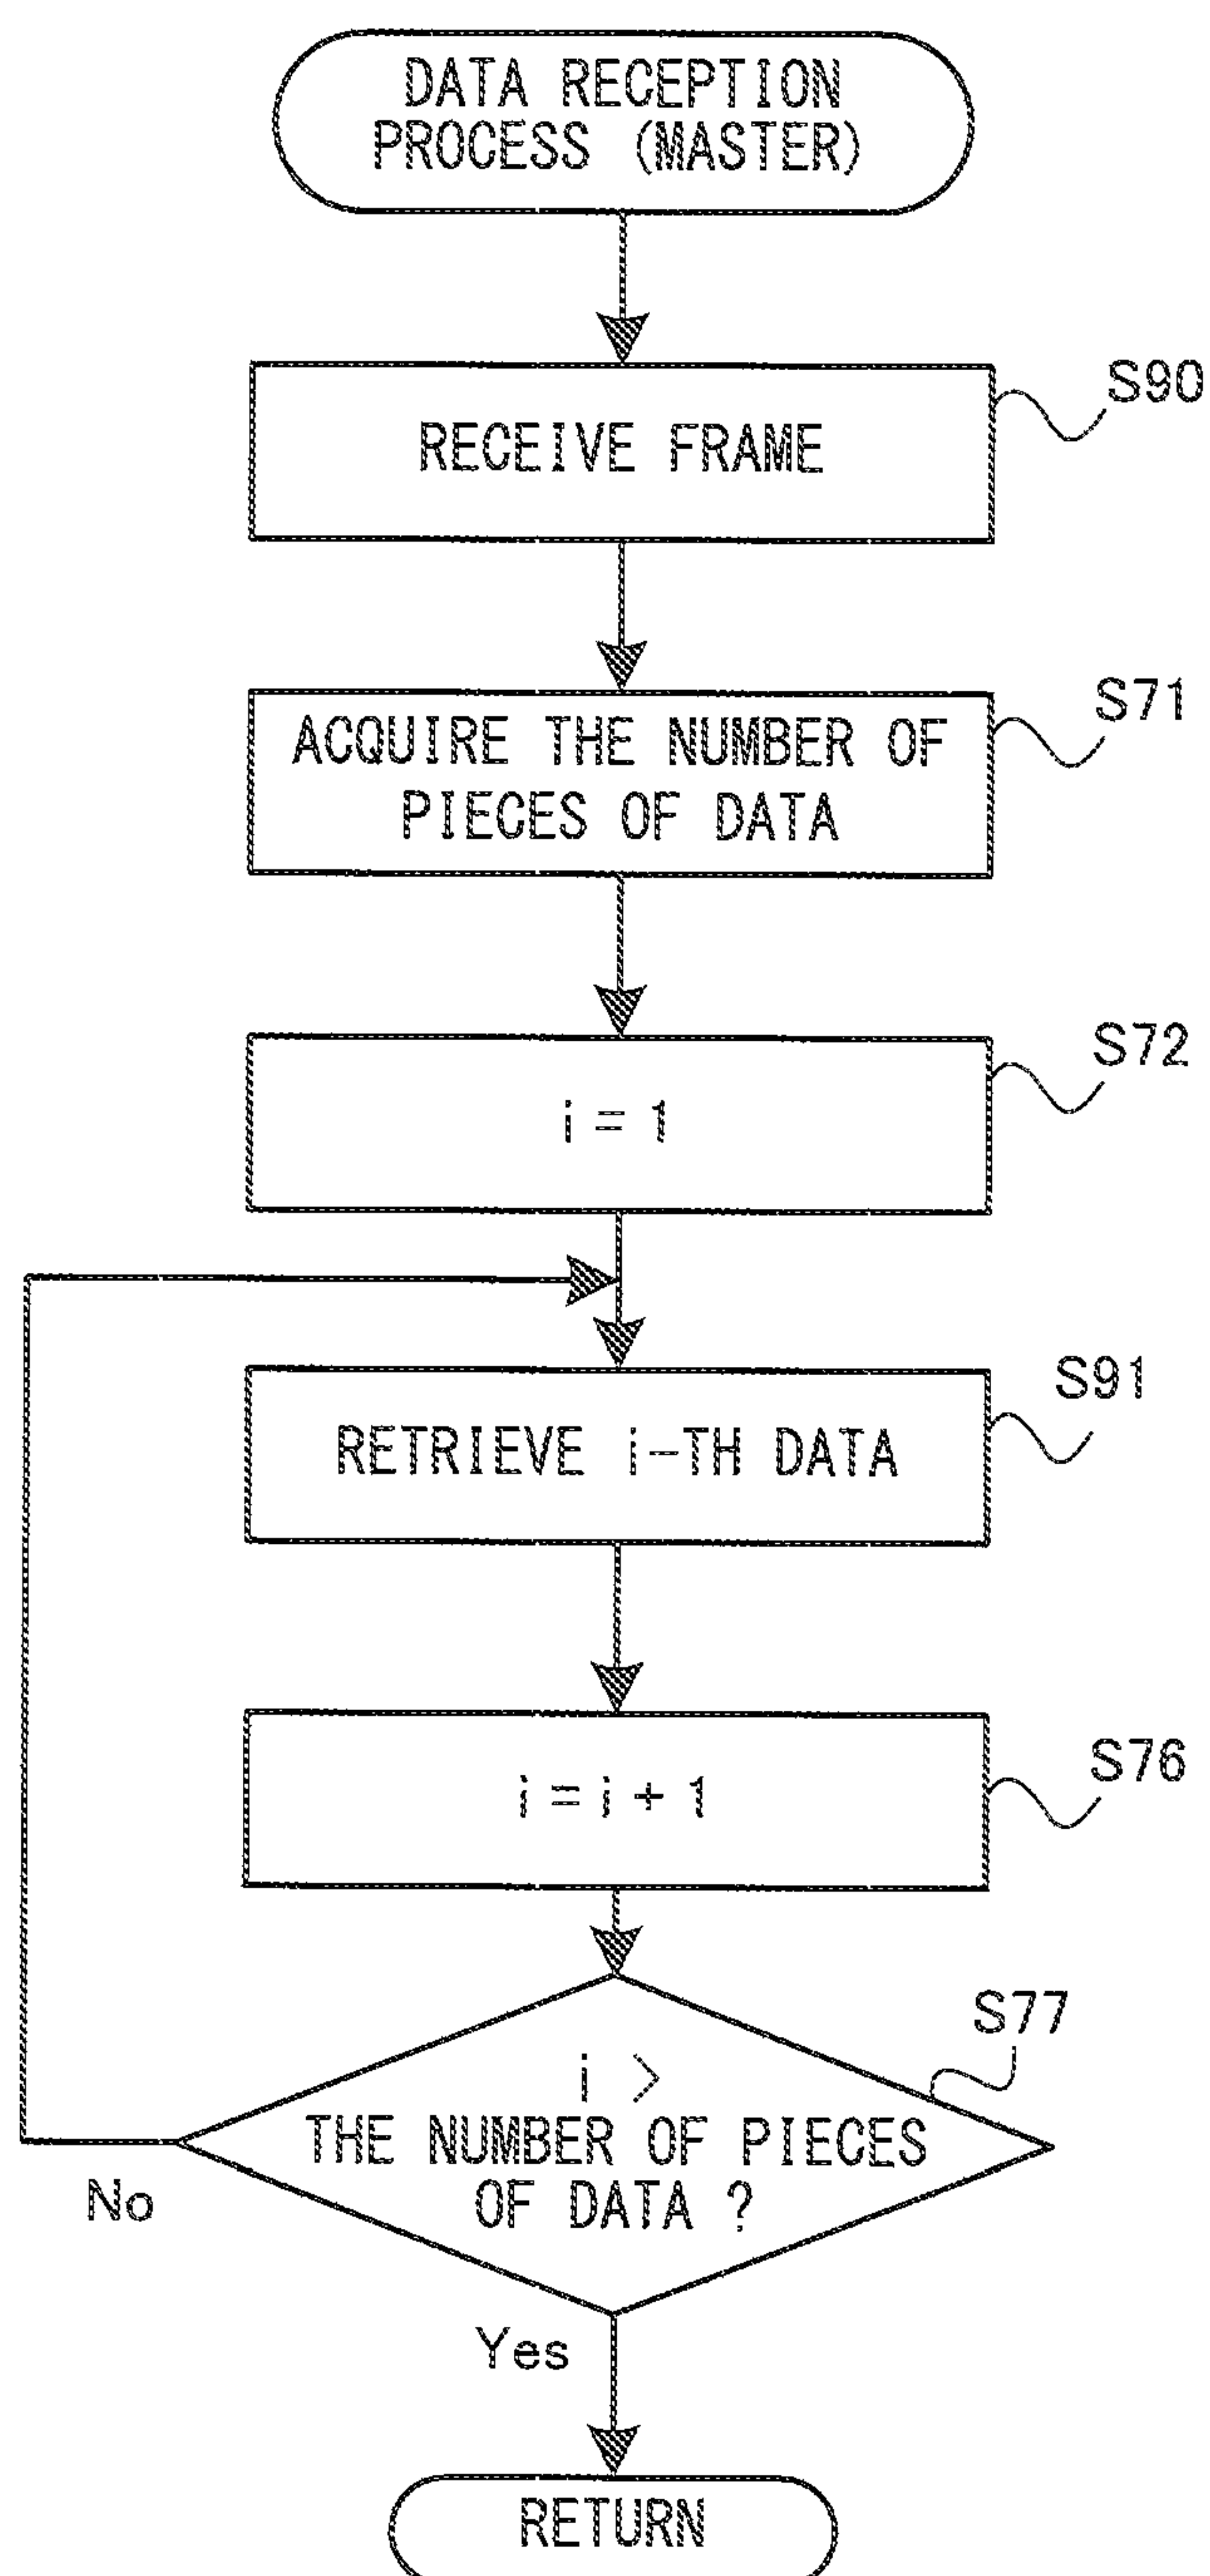 DATA RECEPTION
PROCESS (MASTER)
S90
RECEIVE FRAME
S71
ACQUIRE THE NUMBER OF
PIECES OF DATA
S72
i = 1
S91
RETRIEVE i-TH DATA
S76
i = i + 1
S77
i >
THE NUMBER OF PIECES
OF DATA ?
No
Yes
RETURN